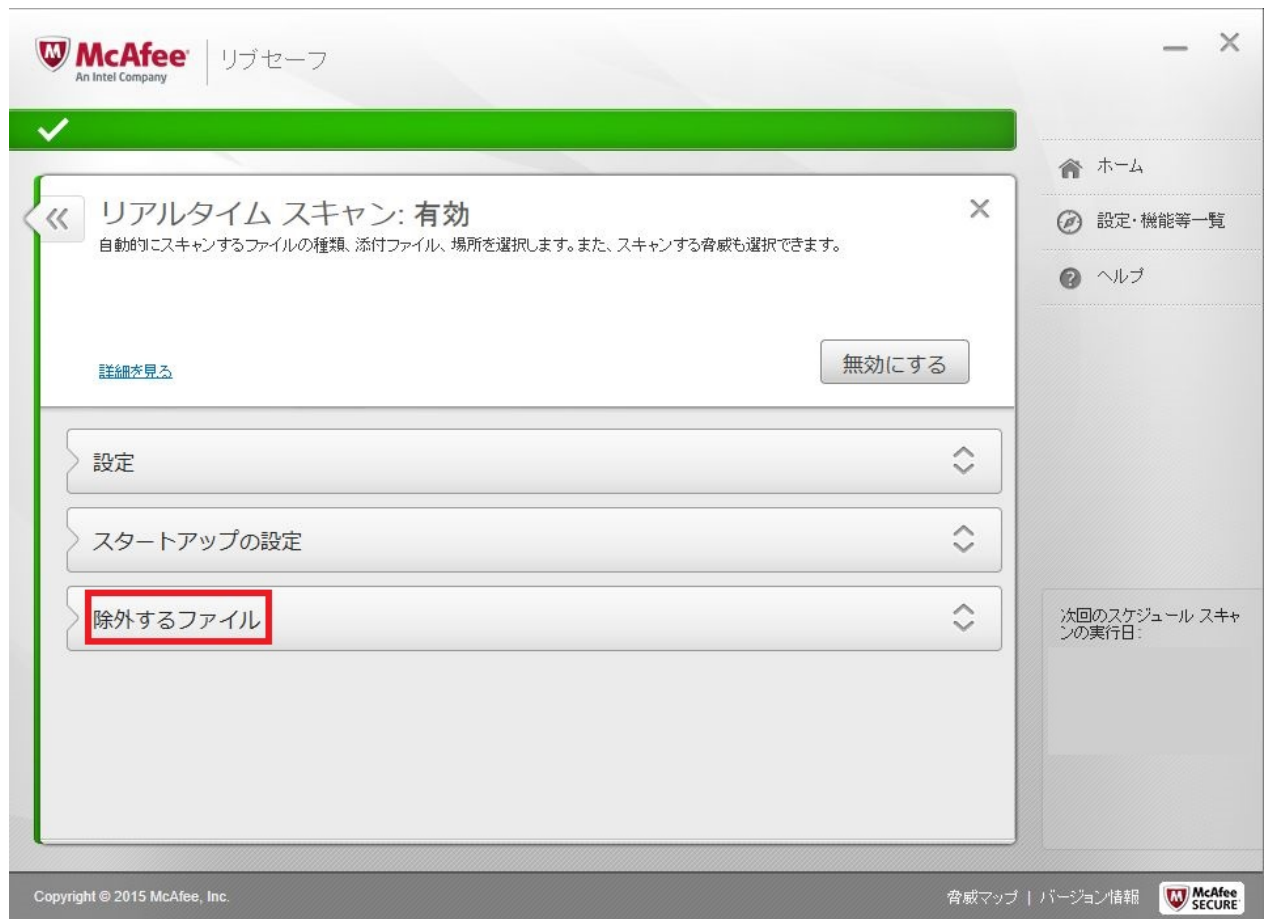 McAfee
An Intel Company
リブセーフ
リアルタイム スキャン: 有効
自動的にスキャンするファイルの種類、添付ファイル、場所を選択します。また、スキャンする脅威も選択できます。
詳細を見る
無効にする
設定
スタートアップの設定
除外するファイル
ホーム
設定・機能等一覧
ヘルプ
次回のスケジュール スキャ
ンの実行日:
Copyright © 2015 McAfee, Inc.
脅威マップ | バージョン情報
McAfee
SECURE